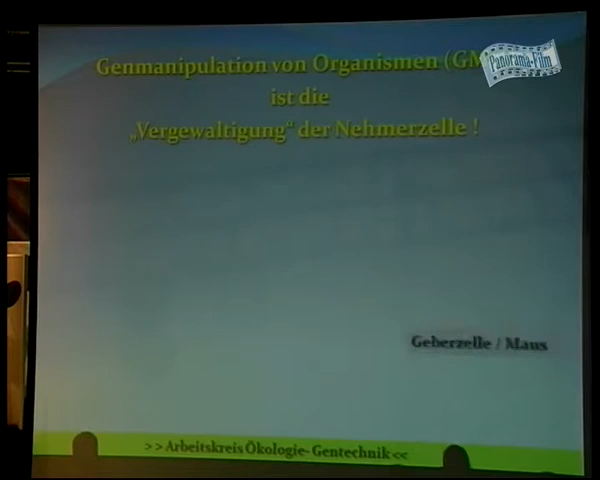 Genmanipulation von Organismen (GM
Panorama-Film
ist die
„Vergewaltigung“ der Nehmerzelle !
Geberzelle / Maus
>> Arbeitskreis Ökologie-Gentechnik <<